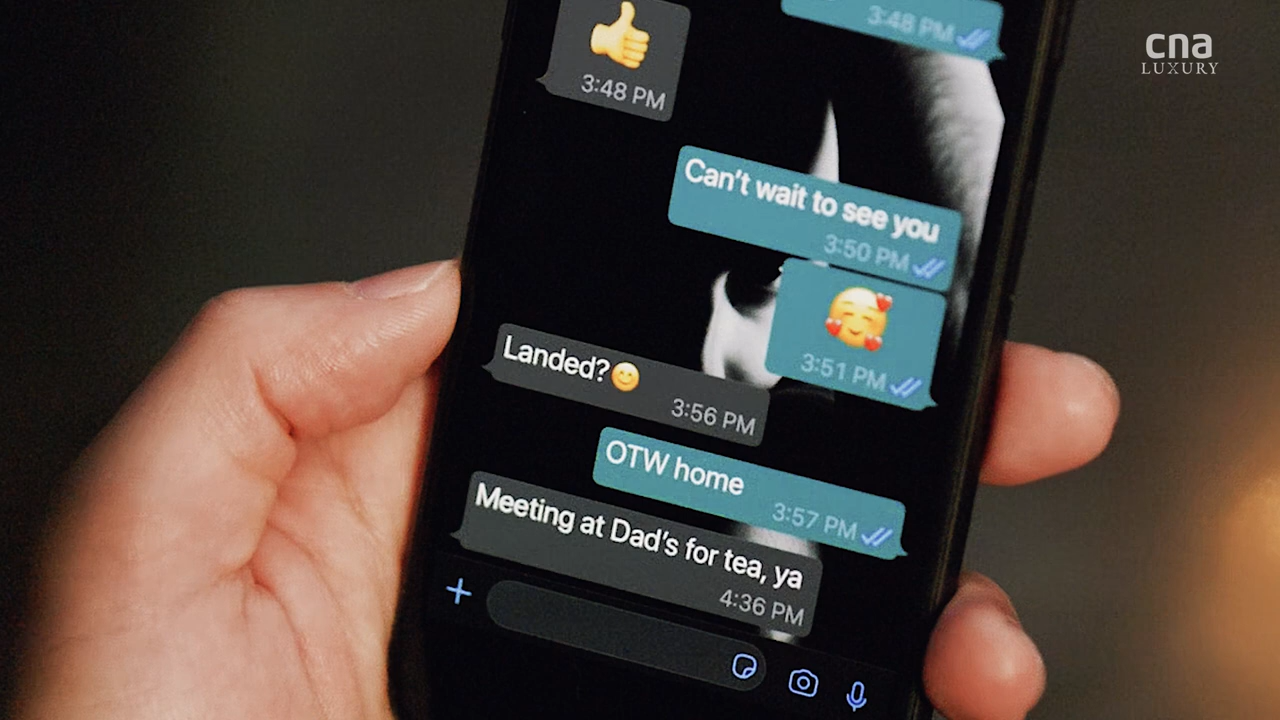 cna
LUXURY
3:48 PM
3:48 PM
Can't wait to see you
3:50 PM
3:51 PM
Landed?😊
3:56 PM
OTW home
3:57 PM
Meeting at Dad's for tea, ya
4:36 PM